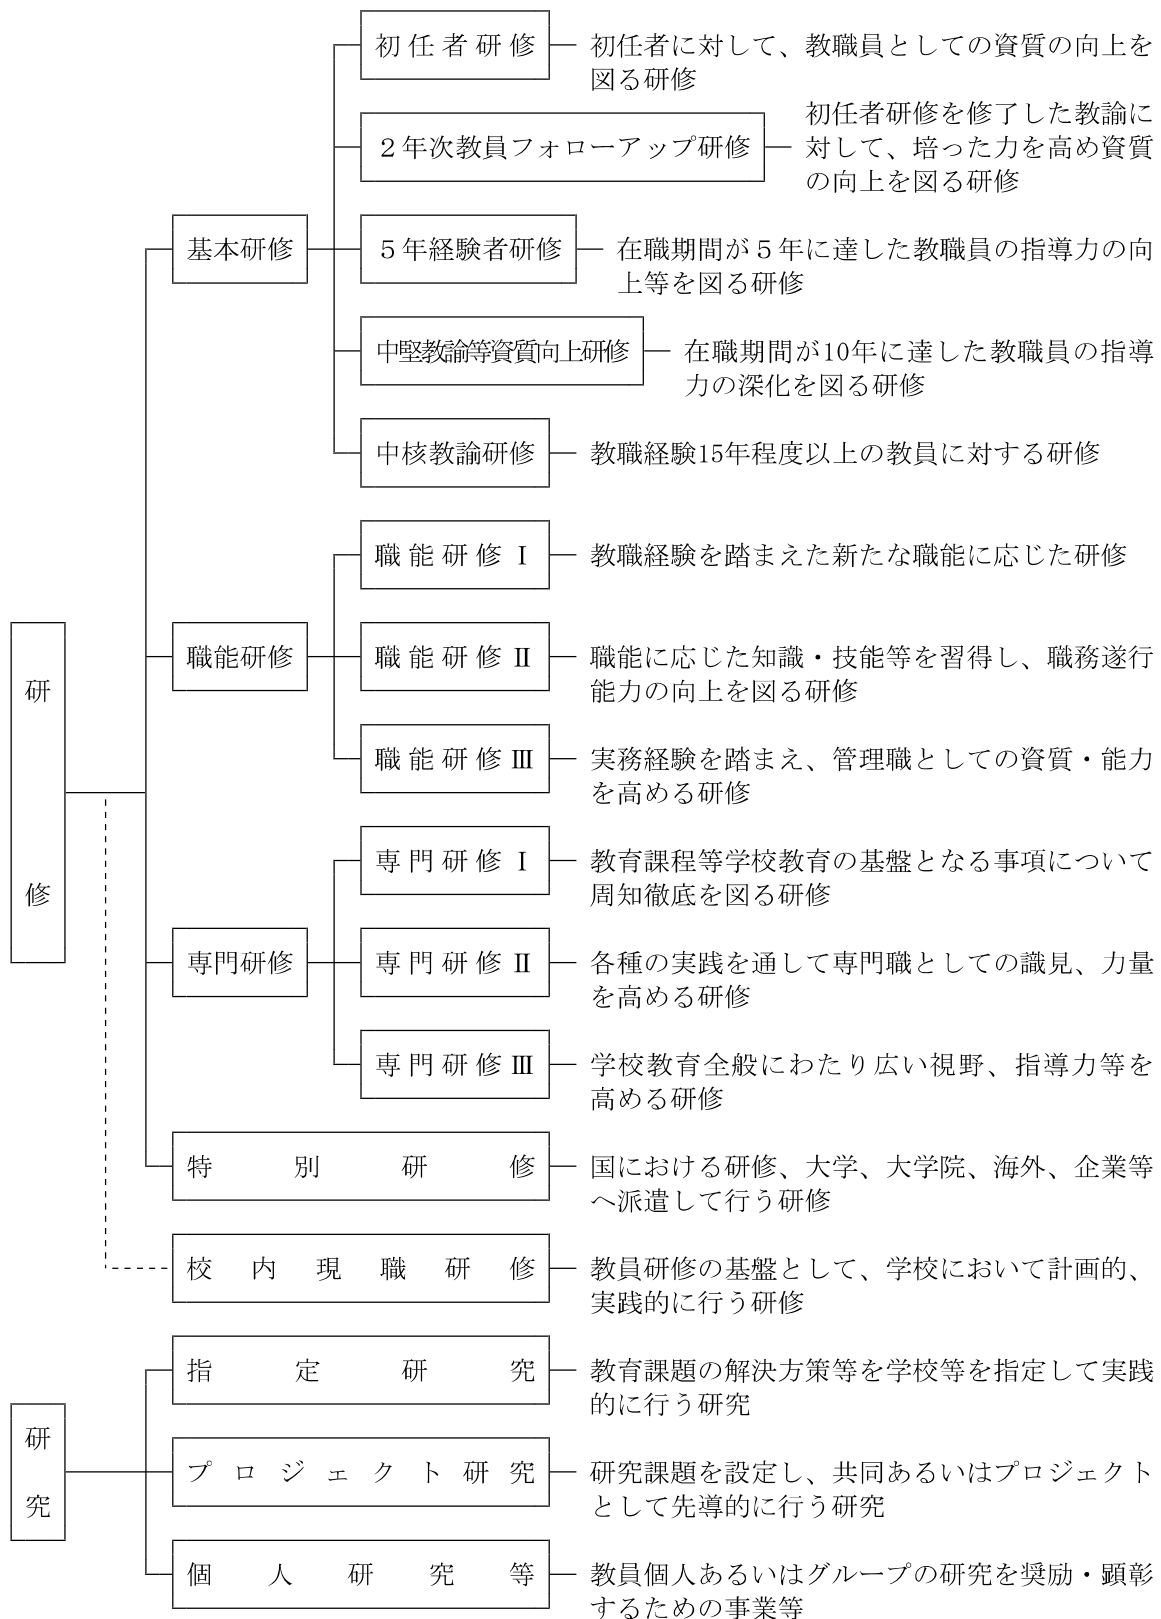 初任者研修
初任者に対して、教職員としての資質の向上を
図る研修
2年次教員フォローアップ研修
初任者研修を修了した教諭に
対して、培った力を高め資質
の向上を図る研修
基本研修
5年経験者研修
在職期間が5年に達した教職員の指導力の向
上等を図る研修
中堅教諭等資質向上研修
在職期間が10年に達した教職員の指導
力の深化を図る研修
中核教諭研修
教職経験15年程度以上の教員に対する研修
職能研修Ⅰ
教職経験を踏まえた新たな職能に応じた研修
研修
職能研修
職能研修Ⅱ
職能に応じた知識・技能等を習得し、職務遂行
能力の向上を図る研修
職能研修Ⅲ
実務経験を踏まえ、管理職としての資質・能力
を高める研修
専門研修Ⅰ
教育課程等学校教育の基盤となる事項について
周知徹底を図る研修
専門研修
専門研修Ⅱ
各種の実践を通して専門職としての識見、力量
を高める研修
専門研修Ⅲ
学校教育全般にわたり広い視野、指導力等を
高める研修
特別研修
国における研修、大学、大学院、海外、企業等
へ派遣して行う研修
校内現職研修
教員研修の基盤として、学校において計画的、
実践的に行う研修
指定研究
教育課題の解決方策等を学校等を指定して実践
的に行う研究
研究
プロジェクト研究
研究課題を設定し、共同あるいはプロジェクト
として先導的に行う研究
個人研究等
教員個人あるいはグループの研究を奨励・顕彰
するための事業等